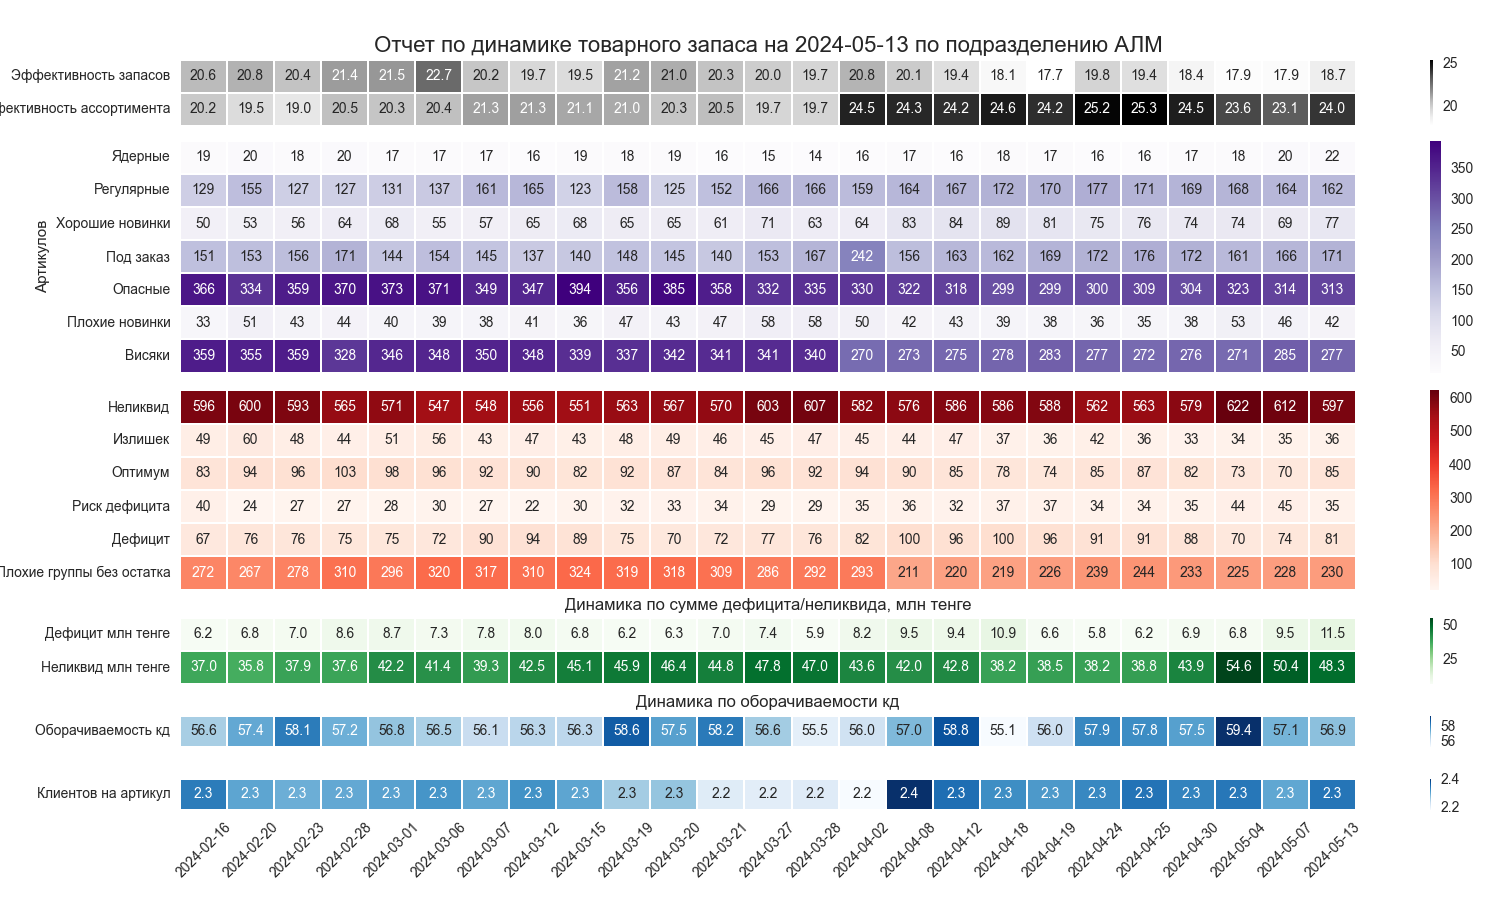 Отчет по динамике товарного запаса на 2024-05-13 по подразделению АЛМ
Эффективность запасов 20.6 20.8 20.4 21.4 21.5 22.7 20.2 19.7 19.5 21.2 21.0 20.3 20.0 19.7 20.8 20.1 19.4 18.1 17.7 19.8 19.4 18.4 17.9 17.9 18.7
фективность ассортимента 20.2 19.5 19.0 20.5 20.3 20.4 21.3 21.3 21.1 21.0 20.3 20.5 19.7 19.7 24.5 24.3 24.2 24.6 24.2 25.2 25.3 24.5 23.6 23.1 24.0
25
20
Артикулов
Ядерные 19 20 18 20 17 17 17 16 19 18 19 16 15 14 16 17 16 18 17 16 16 17 18 20 22
Регулярные 129 155 127 127 131 137 161 165 123 158 125 152 166 166 159 164 167 172 170 177 171 169 168 164 162
Хорошие новинки 50 53 56 64 68 55 57 65 68 65 65 61 71 63 64 83 84 89 81 75 76 74 74 69 77
Под заказ 151 153 156 171 144 154 145 137 140 148 145 140 153 167 242 156 163 162 169 172 176 172 161 166 171
Опасные 366 334 359 370 373 371 349 347 394 356 385 358 332 335 330 322 318 299 299 300 309 304 323 314 313
Плохие новинки 33 51 43 44 40 39 38 41 36 47 43 47 58 58 50 42 43 39 38 36 35 38 53 46 42
Висяки 359 355 359 328 346 348 350 348 339 337 342 341 341 340 270 273 275 278 283 277 272 276 271 285 277
350
300
250
200
150
100
50
Неликвид 596 600 593 565 571 547 548 556 551 563 567 570 603 607 582 576 586 586 588 562 563 579 622 612 597
Излишек 49 60 48 44 51 56 43 47 43 48 49 46 45 47 45 44 47 37 36 42 36 33 34 35 36
Оптимум 83 94 96 103 98 96 92 90 82 92 87 84 96 92 94 90 85 78 74 85 87 82 73 70 85
Риск дефицита 40 24 27 27 28 30 27 22 30 32 33 34 29 29 35 36 32 37 37 34 34 35 44 45 35
Дефицит 67 76 76 75 75 72 90 94 89 75 70 72 77 76 82 100 96 100 96 91 91 88 70 74 81
Плохие группы без остатка 272 267 278 310 296 320 317 310 324 319 318 309 286 292 293 211 220 219 226 239 244 233 225 228 230
600
500
400
300
200
100
Динамика по сумме дефицита/неликвида, млн тенге
Дефицит млн тенге 6.2 6.8 7.0 8.6 8.7 7.3 7.8 8.0 6.8 6.2 6.3 7.0 7.4 5.9 8.2 9.5 9.4 10.9 6.6 5.8 6.2 6.9 6.8 9.5 11.5
Неликвид млн тенге 37.0 35.8 37.9 37.6 42.2 41.4 39.3 42.5 45.1 45.9 46.4 44.8 47.8 47.0 43.6 42.0 42.8 38.2 38.5 38.2 38.8 43.9 54.6 50.4 48.3
50
25
Динамика по оборачиваемости кд
Оборачиваемость кд 56.6 57.4 58.1 57.2 56.8 56.5 56.1 56.3 56.3 58.6 57.5 58.2 56.6 55.5 56.0 57.0 58.8 55.1 56.0 57.9 57.8 57.5 59.4 57.1 56.9
58
56
Клиентов на артикул 2.3 2.3 2.3 2.3 2.3 2.3 2.3 2.3 2.3 2.3 2.3 2.2 2.2 2.2 2.2 2.4 2.3 2.3 2.3 2.3 2.3 2.3 2.3 2.3 2.3
2.4
2.2
2024-02-16 2024-02-20 2024-02-23 2024-02-28 2024-03-01 2024-03-06 2024-03-07 2024-03-12 2024-03-15 2024-03-19 2024-03-20 2024-03-21 2024-03-27 2024-03-28 2024-04-02 2024-04-08 2024-04-12 2024-04-18 2024-04-19 2024-04-24 2024-04-25 2024-04-30 2024-05-04 2024-05-07 2024-05-13